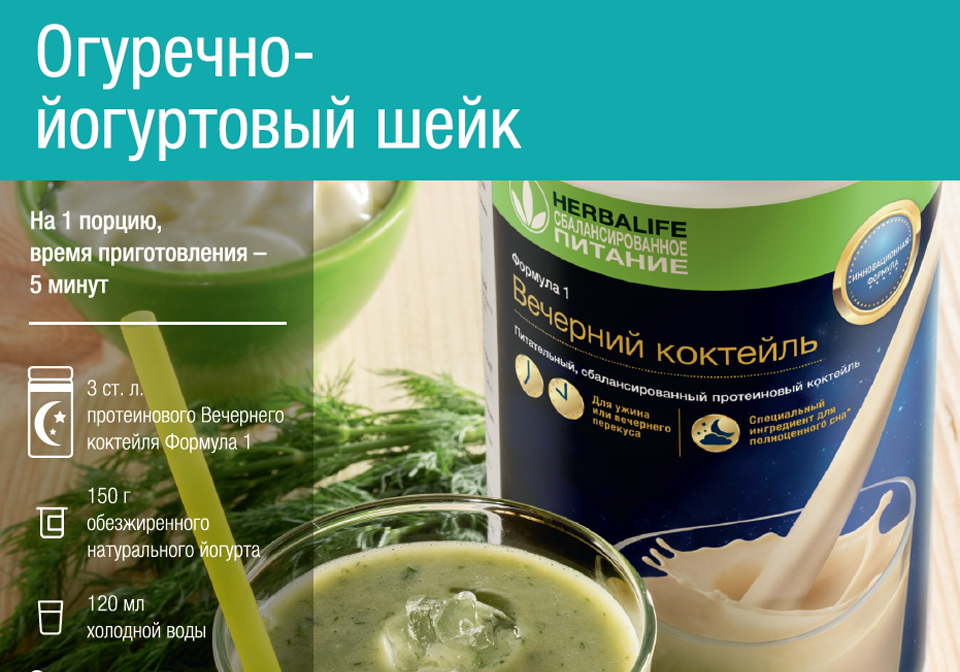 Огуречно-
йогуртовый шейк
На 1 порцию,
время приготовления –
5 минут
3 ст. л.
протеинового Вечернего
коктейля Формула 1
150 г
обезжиренного
натурального йогурта
120 мл
холодной воды
HERBALIFE
СБАЛАНСИРОВАННОЕ
ПИТАНИЕ
ИННОВАЦИОННАЯ
ФОРМУЛА
Формула 1
Вечерний коктейль
Питательный, сбалансированный протеиновый коктейль
Для ужина
или вечернего
перекуса
Специальный
ингредиент для
полноценного сна*